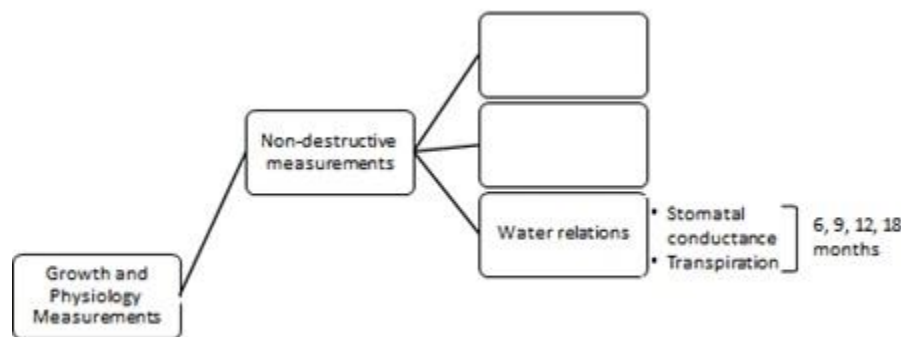 Non-destructive
measurements
Water relations
• Stomatal
conductance
• Transpiration
6, 9, 12, 18
months
Growth and
Physiology
Measurements